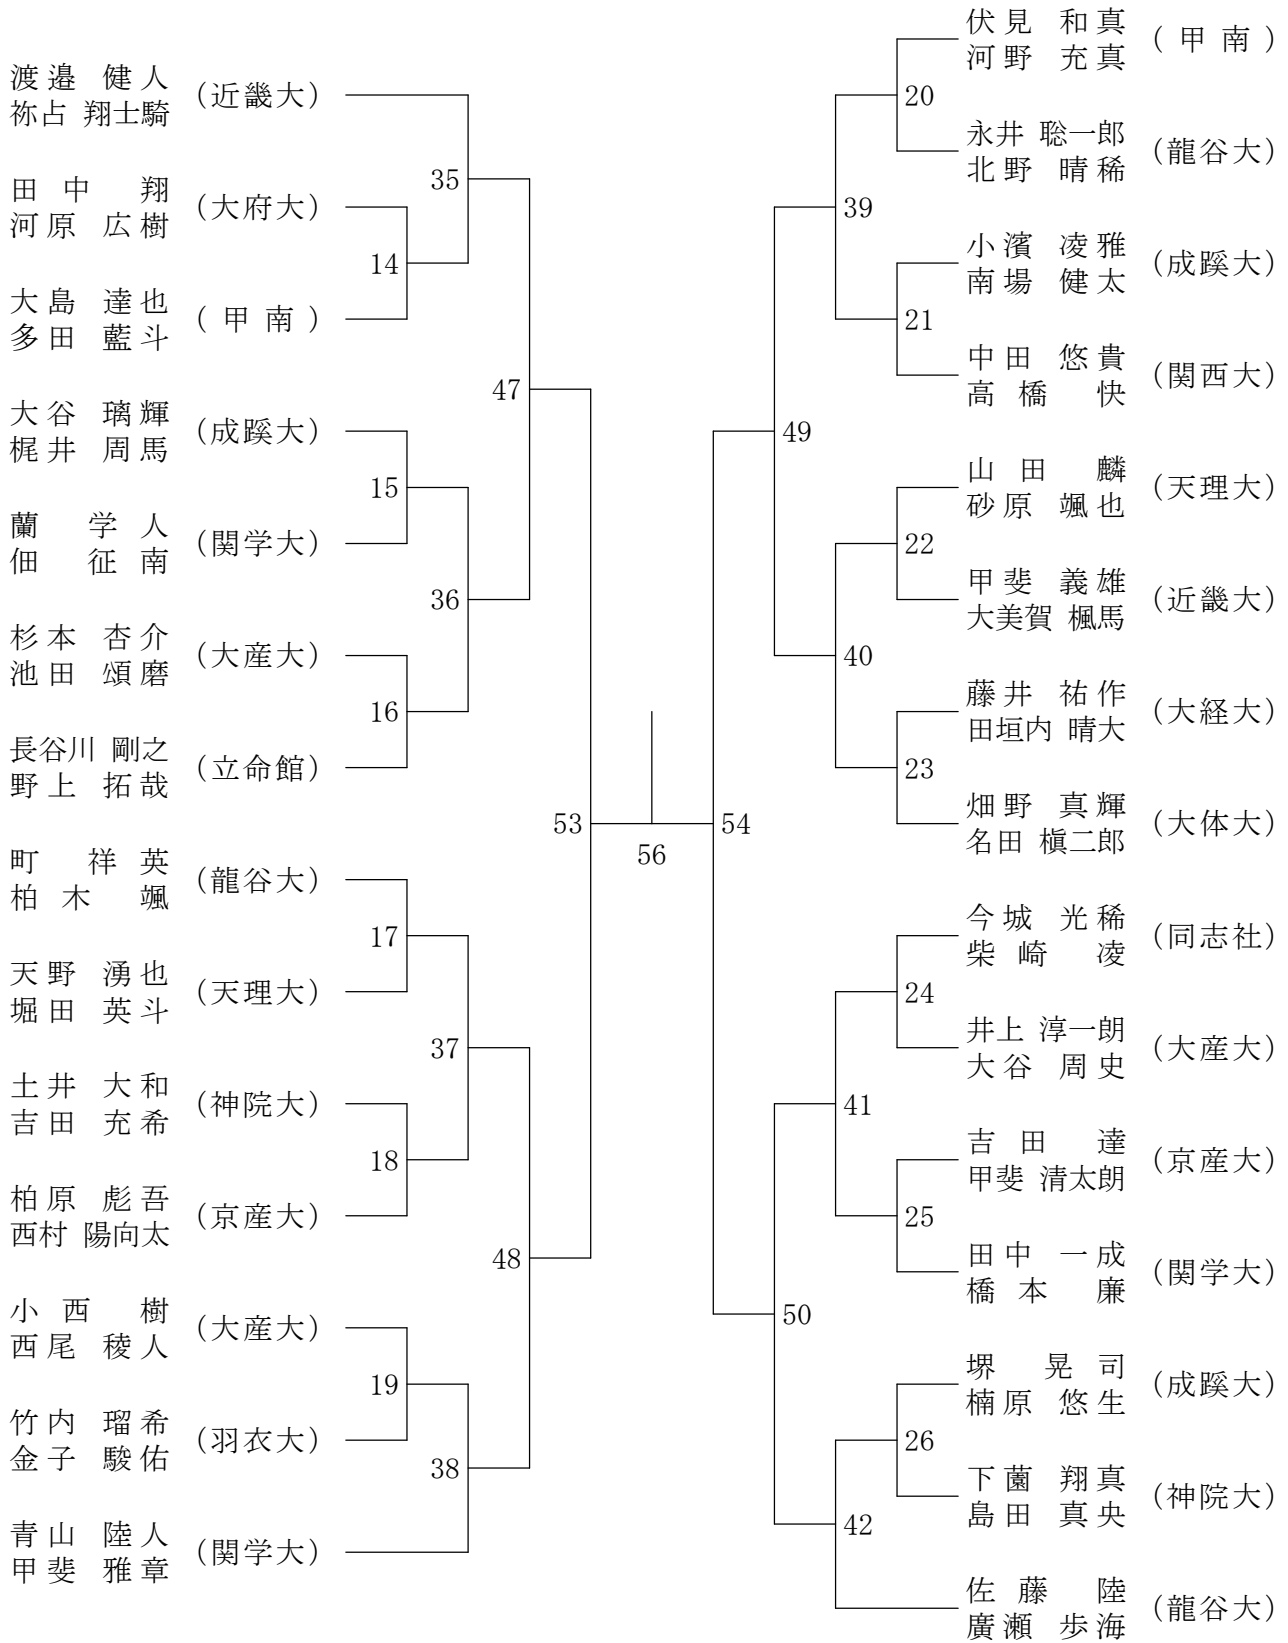 渡邉 健人
祢占 翔士騎
(近畿大)
田中 翔
河原 広樹
(大府大)
大島 達也
多田 藍斗
(甲南)
大谷 璃輝
梶井 周馬
(成蹊大)
蘭 学人
佃 征南
(関学大)
杉本 杏介
池田 頌磨
(大産大)
長谷川 剛之
野上 拓哉
(立命館)
町 祥英
柏木 颯
(龍谷大)
天野 湧也
堀田 英斗
(天理大)
土井 大和
吉田 充希
(神院大)
柏原 彪吾
西村 陽向太
(京産大)
小西 樹
西尾 稜人
(大産大)
竹内 瑠希
金子 駿佑
(羽衣大)
青山 陸人
甲斐 雅章
(関学大)
14
15
16
17
18
19
35
36
37
38
47
48
53
56
54
49
50
39
40
41
42
20
21
22
23
24
25
26
伏見 和真
河野 充真
(甲南)
永井 聡一郎
北野 晴稀
(龍谷大)
小濱 凌雅
南場 健太
(成蹊大)
中田 悠貴
高橋 快
(関西大)
山田 麟
砂原 颯也
(天理大)
甲斐 義雄
大美賀 楓馬
(近畿大)
藤井 祐作
田垣内 晴大
(大経大)
畑野 真輝
名田 槇二郎
(大体大)
今城 光稀
柴崎 凌
(同志社)
井上 淳一朗
大谷 周史
(大産大)
吉田 達
甲斐 清太朗
(京産大)
田中 一成
橋本 廉
(関学大)
堺 晃司
楠原 悠生
(成蹊大)
下薗 翔真
島田 真央
(神院大)
佐藤 陸
廣瀬 歩海
(龍谷大)